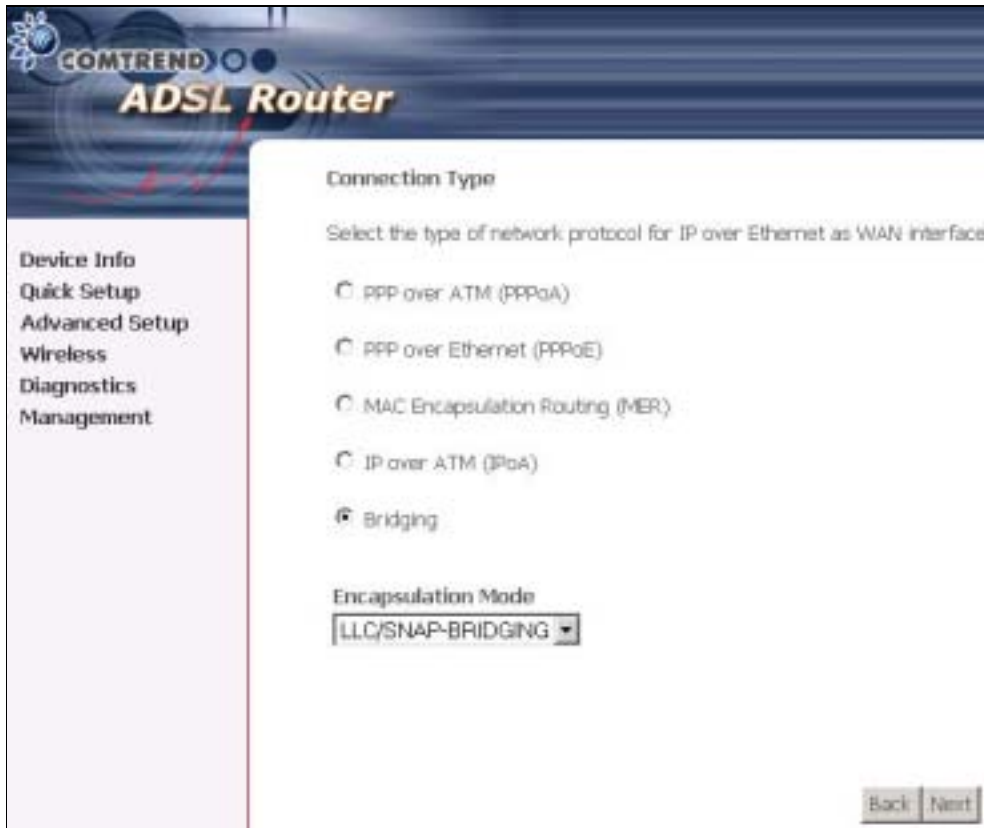 COMTREND
ADSL Router
Device Info
Quick Setup
Advanced Setup
Wireless
Diagnostics
Management
Connection Type
Select the type of network protocol for IP over Ethernet as WAN interface
PPP over ATM (PPPoA)
PPP over Ethernet (PPPoE)
MAC Encapsulation Routing (MER)
IP over ATM (IPoA)
Bridging
Encapsulation Mode
LLC/SNAP-BRIDGING
Back
Next